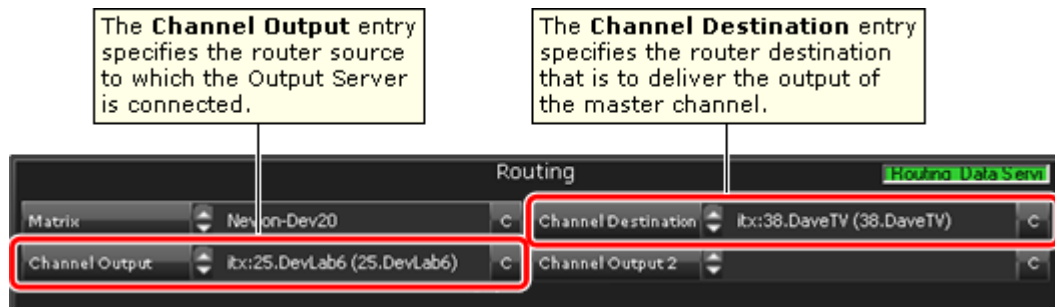 The Channel Output entry
specifies the router source
to which the Output Server
is connected.
The Channel Destination entry
specifies the router destination
that is to deliver the output of
the master channel.
Routing
Routing Data Servi
Matrix
Nevion-Dev20
C
Channel Destination
itx:38.DaveTV (38.DaveTV)
C
Channel Output
itx:25.DevLab6 (25.DevLab6)
C
Channel Output 2
C